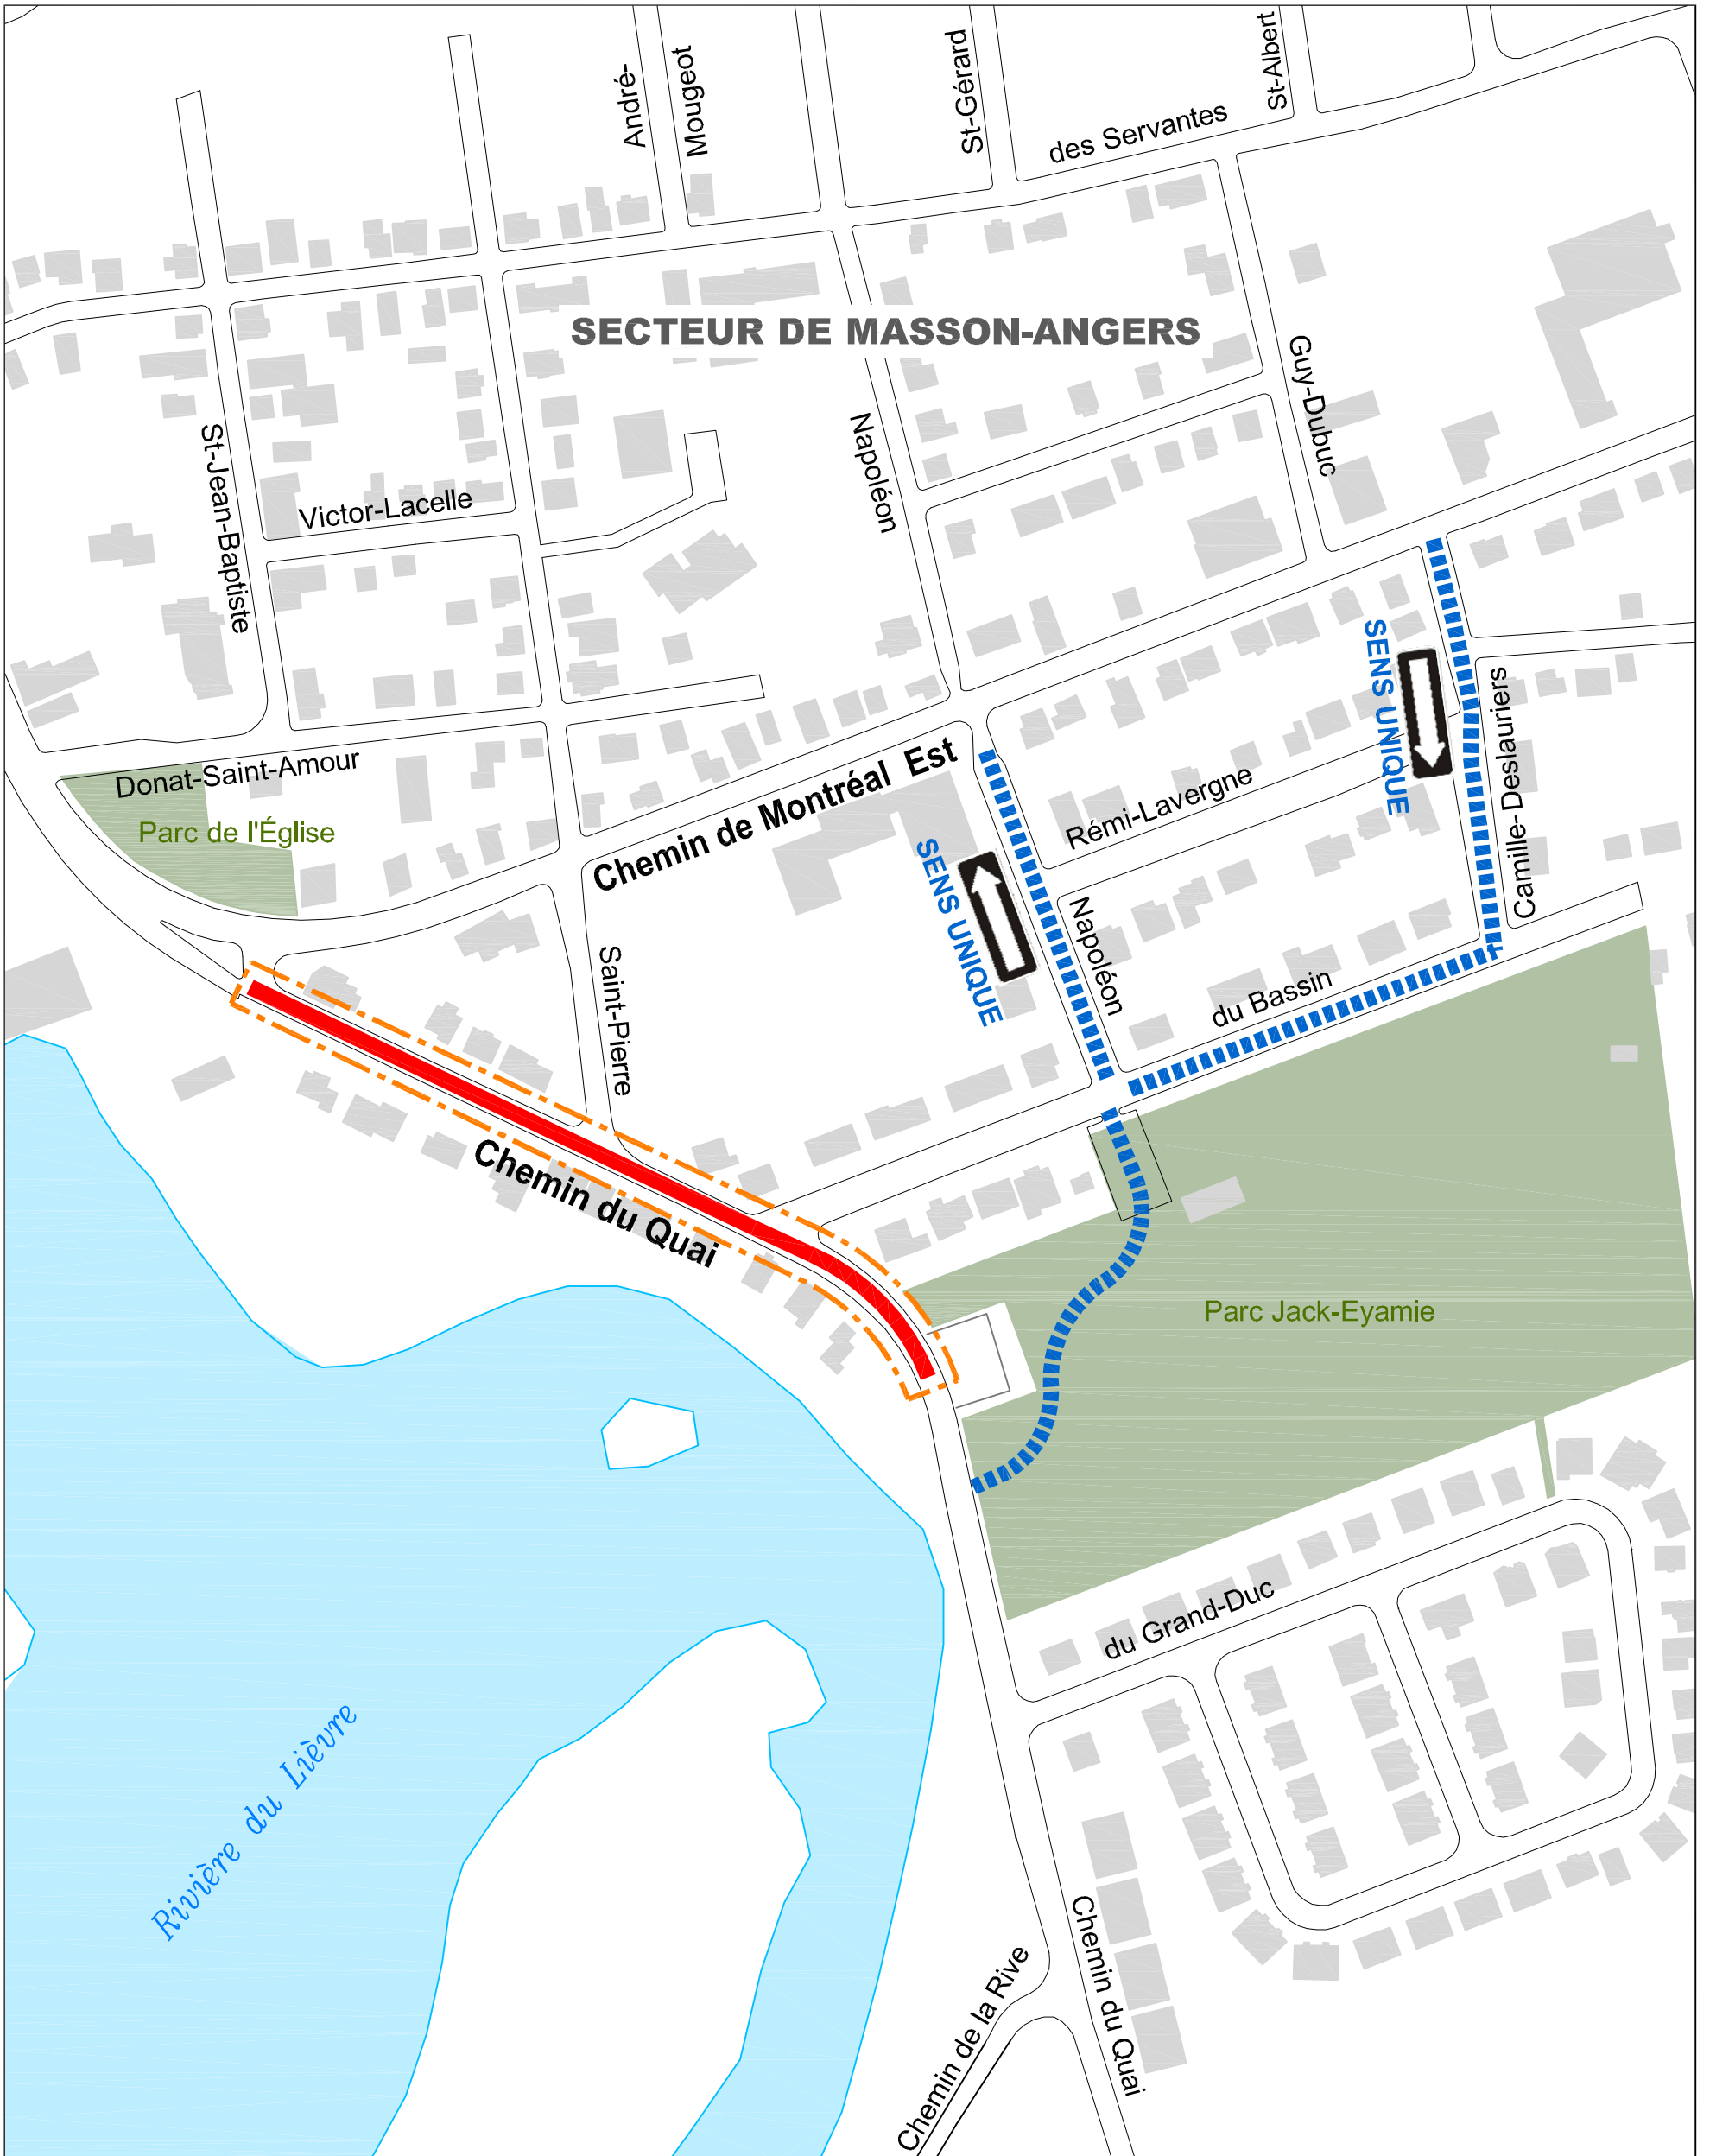 André-
Mougeot
St-Gérard
St-Albert
des Servantes
SECTEUR DE MASSON-ANGERS
Guy-Dubuc
Napoléon
St-Jean-Baptiste
Victor-Lacelle
SENS UNIQUE
Camille-Deslauriers
Donat-Saint-Amour
Parc de l'Église
Chemin de Montréal Est
Rémi-Lavergne
SENS UNIQUE
Napoléon
Saint-Pierre
du Bassin
Chemin du Quai
Parc Jack-Eyamie
du Grand-Duc
Rivière du Lièvre
Chemin de la Rive
Chemin du Quai